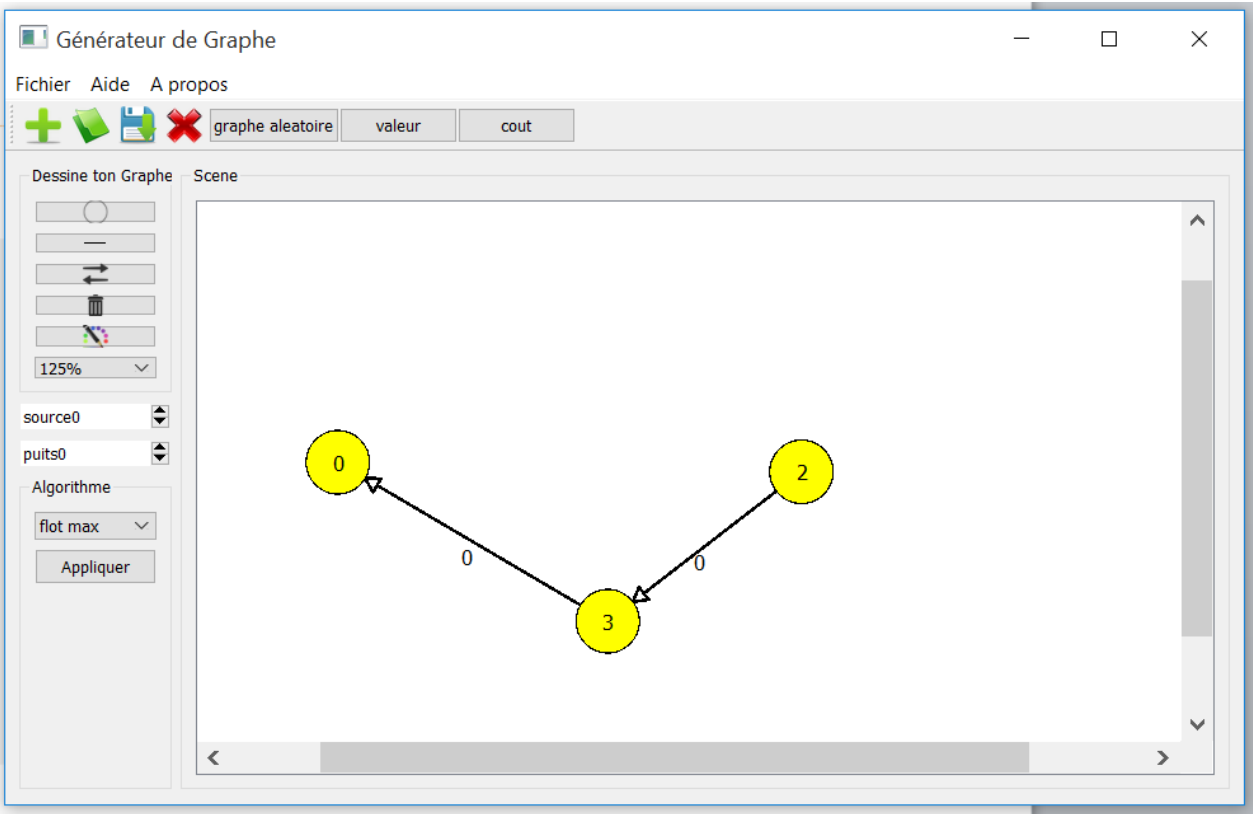 Générateur de Graphe
Fichier Aide A propos
graphe aleatoire valeur cout
Dessine ton Graphe
Scene
125%
source0
puits0
Algorithme
flot max
Appliquer
0
2
0
0
3